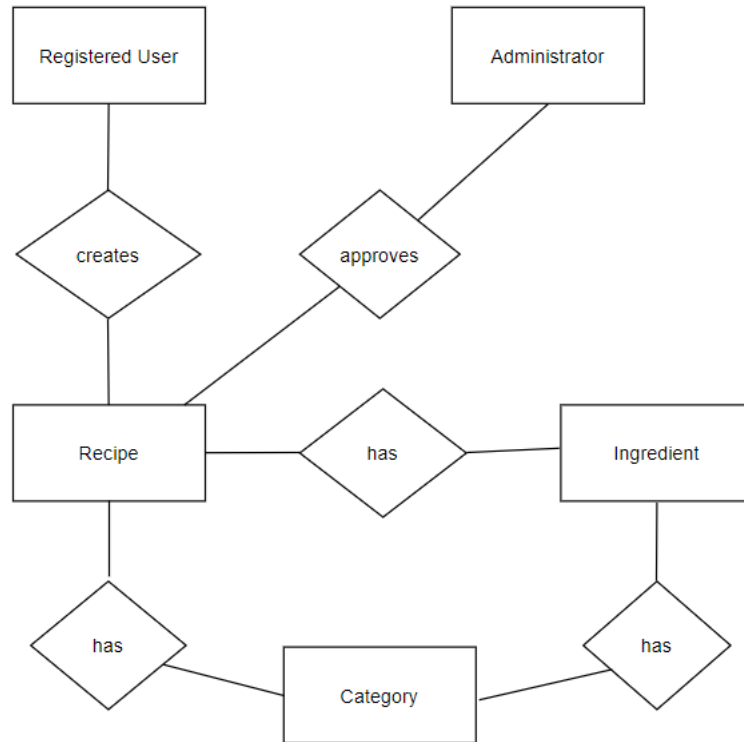 Registered User
Administrator
creates
approves
Recipe
has
Ingredient
has
Category
has